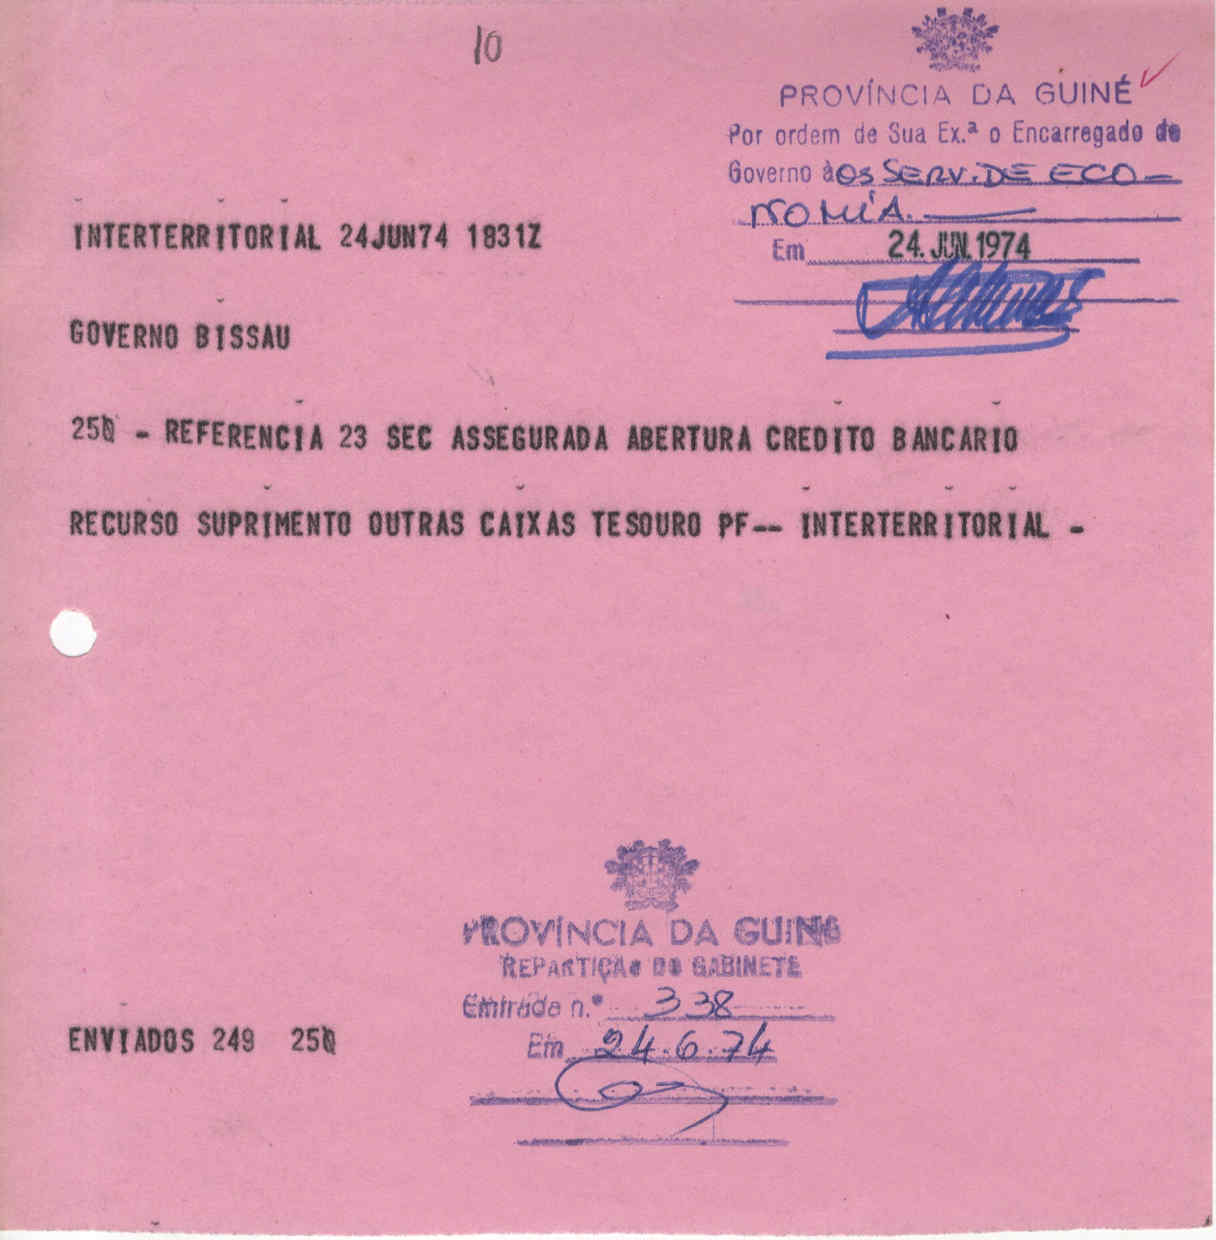 10
PROVÍNCIA DA GUINÉ
Por ordem de Sua Ex.ª o Encarregado do
Governo àos SERV. DE ECO-
NOMIA.
Em 24. JUN. 1974
INTERTERRITORIAL 24JUN74 1831Z
GOVERNO BISSAU
250 - REFERENCIA 23 SEC ASSEGURADA ABERTURA CREDITO BANCARIO
RECURSO SUPRIMENTO OUTRAS CAIXAS TESOURO PF-- INTERTERRITORIAL -
PROVÍNCIA DA GUINÉ
REPARTIÇÃO DO GABINETE
Entrada n.º 338
Em 24.6.74
ENVIADOS 249 250